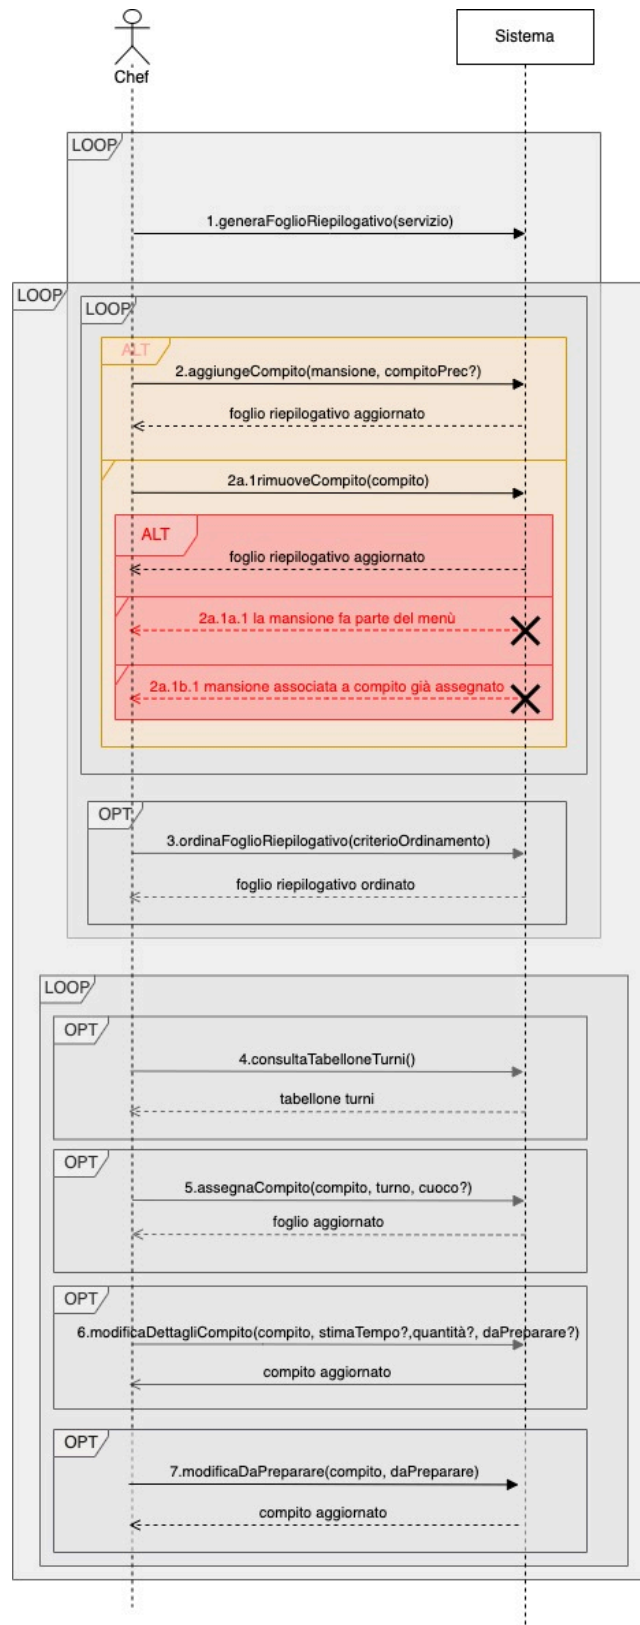 Sistema
Chef
LOOP
1.generaFoglioRiepilogativo(servizio)
LOOP
LOOP
ALT
2.aggiungeCompito(mansione, compitoPrec?)
foglio riepilogativo aggiornato
2a.1rimuoveCompito(compito)
ALT
foglio riepilogativo aggiornato
2a.1a.1 la mansione fa parte del menù
2a.1b.1 mansione associata a compito già assegnato
OPT
3.ordinaFoglioRiepilogativo(criterioOrdinamento)
foglio riepilogativo ordinato
LOOP
OPT
4.consultaTabelloneTurni()
tabellone turni
OPT
5.assegnaCompito(compito, turno, cuoco?)
foglio aggiornato
OPT
6.modificaDettagliCompito(compito, stimaTempo?,quantità?, daPreparare?)
compito aggiornato
OPT
7.modificaDaPreparare(compito, daPreparare)
compito aggiornato